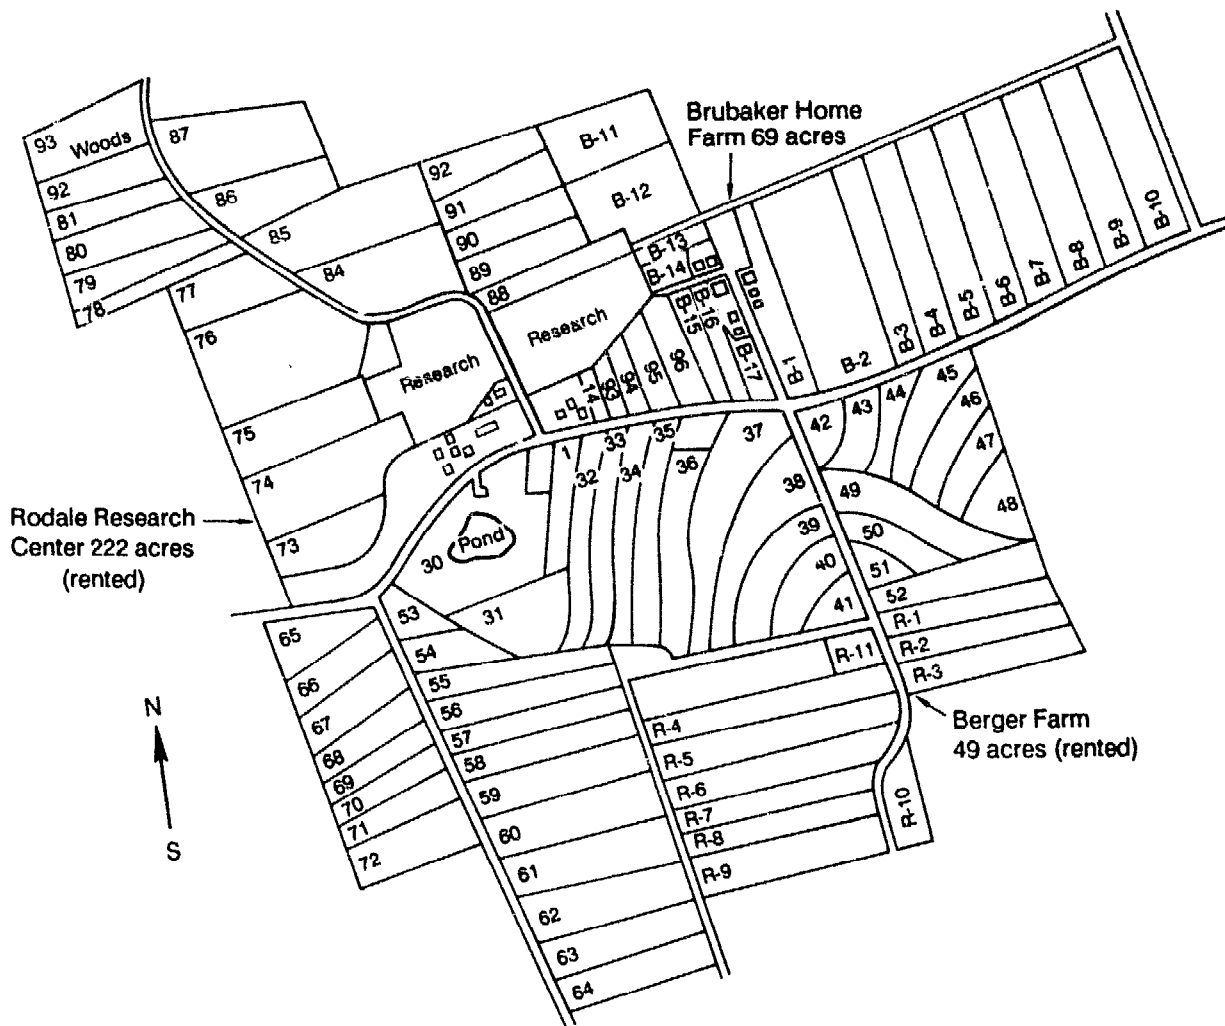 Brubaker Home
Farm 69 acres
93
Woods
87
92
81
80
79
78
86
85
84
77
76
75
74
73
92
91
90
89
88
B-11
B-12
B-13
B-14
B-15
B-16
B-17
Research
Research
14
93
94
95
96
B-1
B-2
B-3
B-4
B-5
B-6
B-7
B-8
B-9
B-10
1
32
33
34
35
36
37
38
39
40
41
42
43
44
45
46
47
48
49
50
51
52
R-1
R-2
R-3
Rodale Research
Center 222 acres
(rented)
Pond
30
31
53
54
55
56
57
58
59
60
61
62
63
64
65
66
67
68
69
70
71
72
R-11
R-4
R-5
R-6
R-7
R-8
R-9
R-10
Berger Farm
49 acres (rented)
N
S